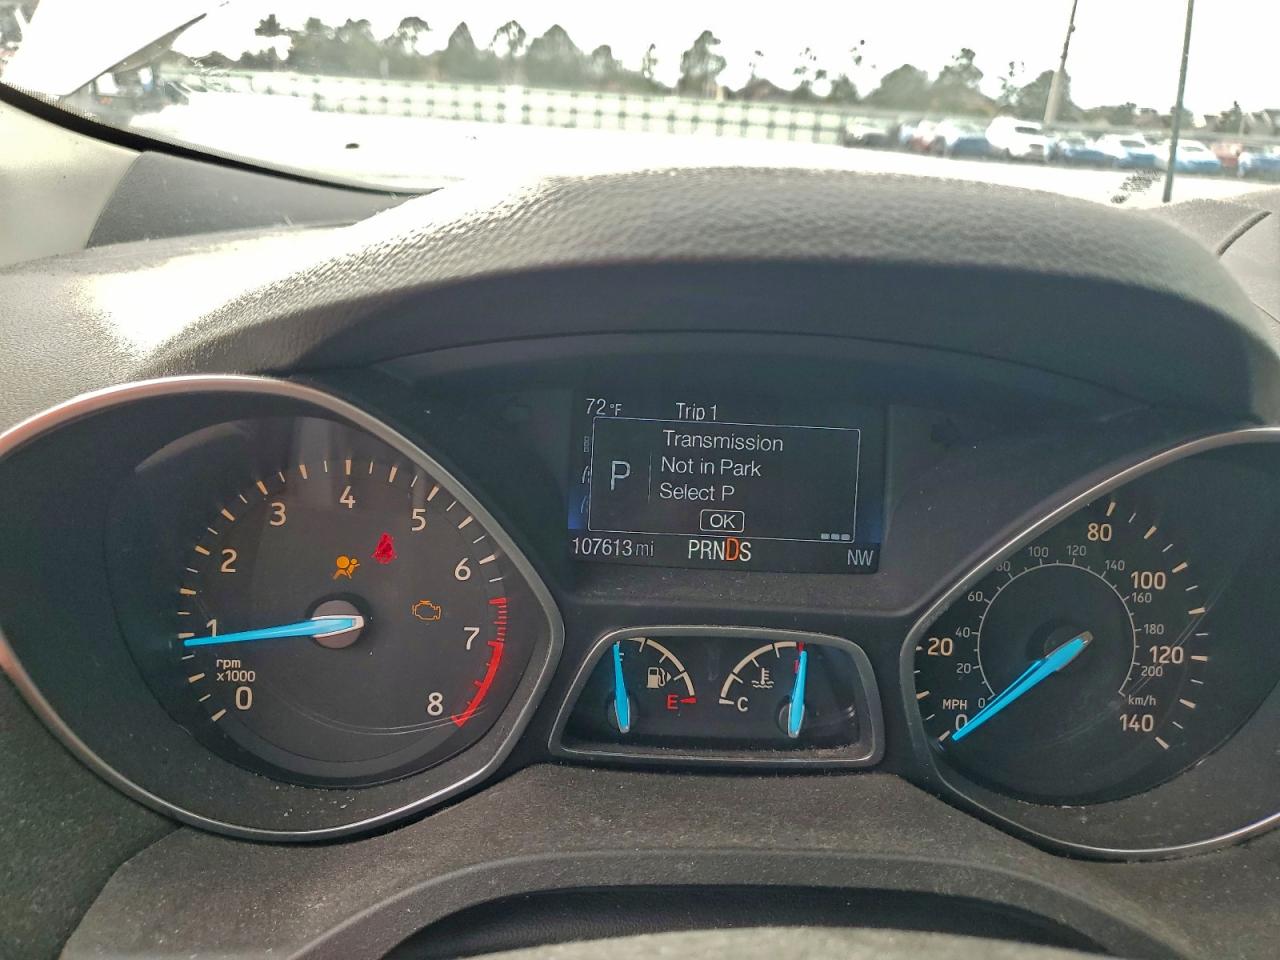 72°F Trip 1
Transmission
P Not in Park
Select P
OK
107613 mi PRNDS NW
0 1 2 3 4 5 6 7 8
rpm
x1000
E
C H
0 20 80 100 120 140
MPH
0 20 40 60 80 100 120 140 160 180 200
km/h